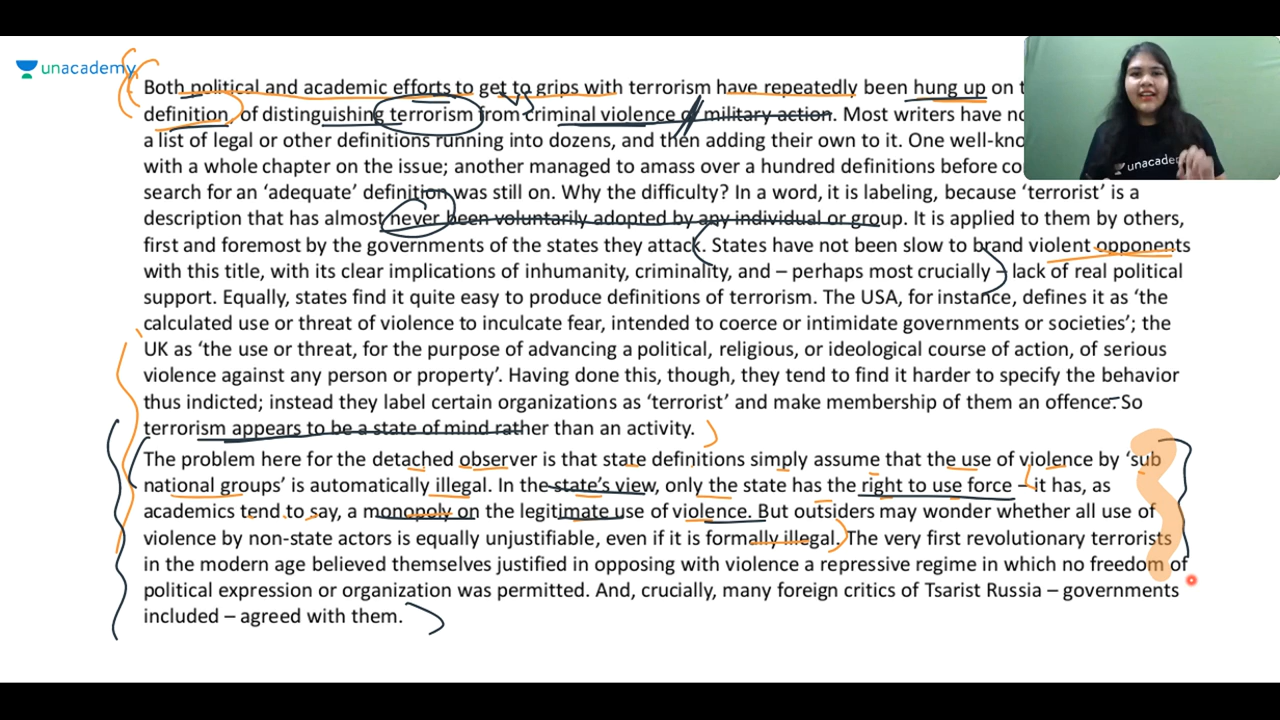 unacademy
Both political and academic efforts to get to grips with terrorism have repeatedly been hung up on
definition, of distinguishing terrorism from criminal violence or military action. Most writers have
a list of legal or other definitions running into dozens, and then adding their own to it. One
with a whole chapter on the issue; another managed to amass over a hundred definitions before
search for an ‘adequate’ definition was still on. Why the difficulty? In a word, it is labeling, because ‘terrorist’ is a
description that has almost never been voluntarily adopted by any individual or group. It is applied to them by others,
first and foremost by the governments of the states they attack. States have not been slow to brand violent opponents
with this title, with its clear implications of inhumanity, criminality, and – perhaps most crucially – lack of real political
support. Equally, states find it quite easy to produce definitions of terrorism. The USA, for instance, defines it as ‘the
calculated use or threat of violence to inculcate fear, intended to coerce or intimidate governments or societies’; the
UK as ‘the use or threat, for the purpose of advancing a political, religious, or ideological course of action, of serious
violence against any person or property’. Having done this, though, they tend to find it harder to specify the behavior
thus indicted; instead they label certain organizations as ‘terrorist’ and make membership of them an offence. So
terrorism appears to be a state of mind rather than an activity.
The problem here for the detached observer is that state definitions simply assume that the use of violence by ‘sub
national groups’ is automatically illegal. In the state’s view, only the state has the right to use force – it has, as
academics tend to say, a monopoly on the legitimate use of violence. But outsiders may wonder whether all use of
violence by non-state actors is equally unjustifiable, even if it is formally illegal. The very first revolutionary terrorists
in the modern age believed themselves justified in opposing with violence a repressive regime in which no freedom of
political expression or organization was permitted. And, crucially, many foreign critics of Tsarist Russia – governments
included – agreed with them.